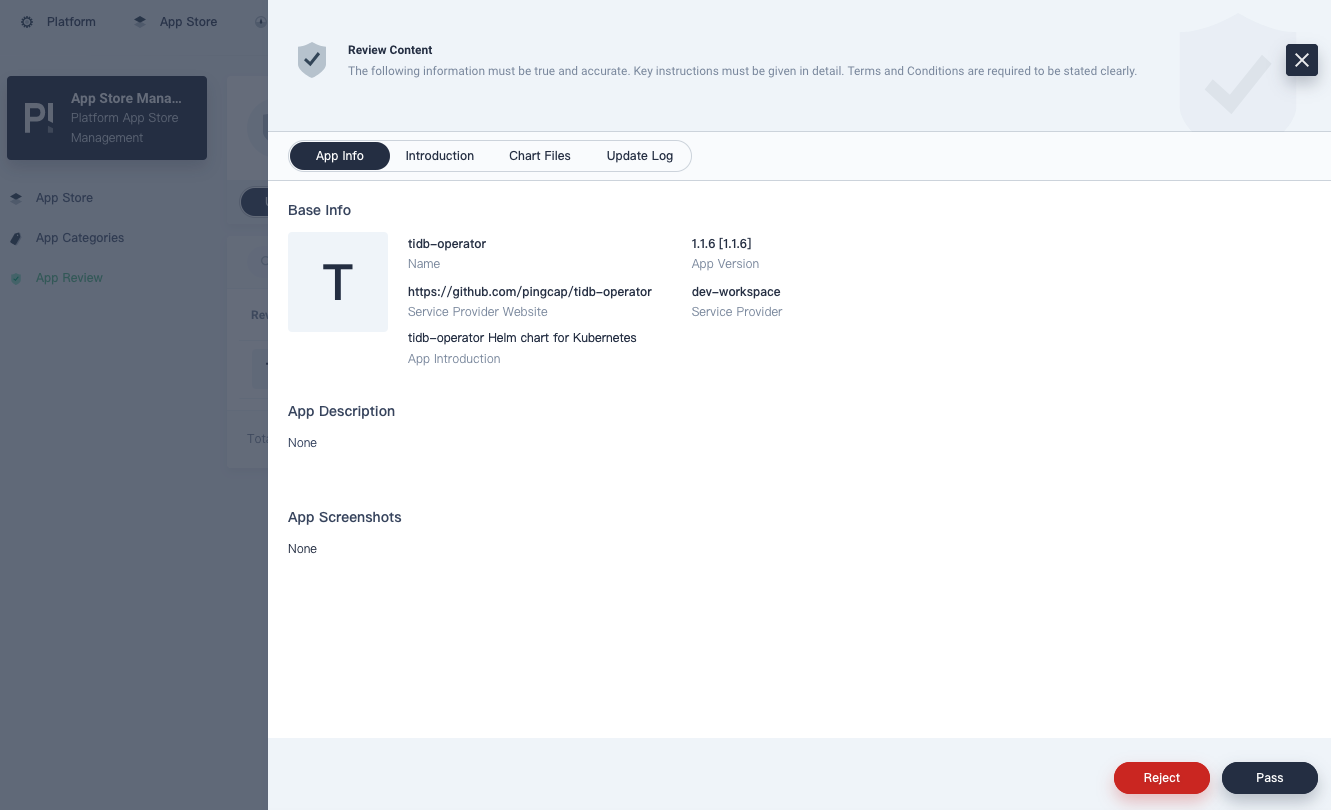 Platform
App Store
Review Content
The following information must be true and accurate. Key instructions must be given in detail. Terms and Conditions are required to be stated clearly.
App Store Mana...
Platform App Store
Management
App Store
App Categories
App Review
App Info
Introduction
Chart Files
Update Log
Base Info
T
tidb-operator
Name
1.1.6 [1.1.6]
App Version
https://github.com/pingcap/tidb-operator
Service Provider Website
dev-workspace
Service Provider
tidb-operator Helm chart for Kubernetes
App Introduction
App Description
None
App Screenshots
None
Reject
Pass